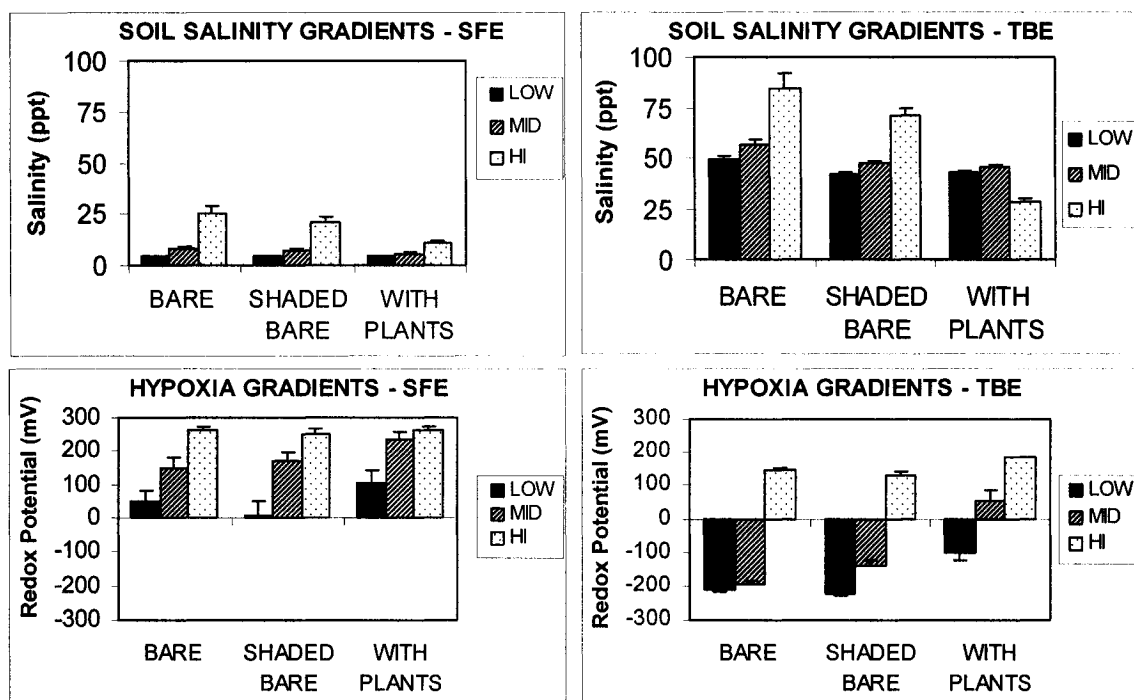 SOIL SALINITY GRADIENTS - SFE
100
75
50
25
0
Salinity (ppt)
LOW
MID
HI
BARE
SHADED
BARE
WITH
PLANTS
SOIL SALINITY GRADIENTS - TBE
100
75
50
25
0
Salinity (ppt)
LOW
MID
HI
BARE
SHADED
BARE
WITH
PLANTS
HYPOXIA GRADIENTS - SFE
300
200
100
0
-100
-200
-300
Redox Potential (mV)
LOW
MID
HI
BARE
SHADED
BARE
WITH
PLANTS
HYPOXIA GRADIENTS - TBE
300
200
100
0
-100
-200
-300
Redox Potential (mV)
LOW
MID
HI
BARE
SHADED
BARE
WITH
PLANTS